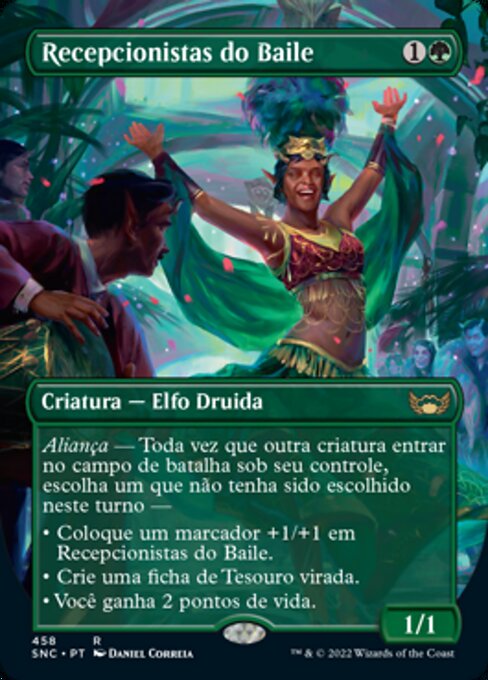 Recepcionistas do Baile 1
Criatura — Elfo Druida
Aliança — Toda vez que outra criatura entrar
no campo de batalha sob seu controle,
escolha um que não tenha sido escolhido
neste turno —
• Coloque um marcador +1/+1 em
Recepcionistas do Baile.
• Crie uma ficha de Tesouro virada.
• Você ganha 2 pontos de vida.
1/1
458 R
SNC • PT Daniel Correia
™ & © 2022 Wizards of the Coast